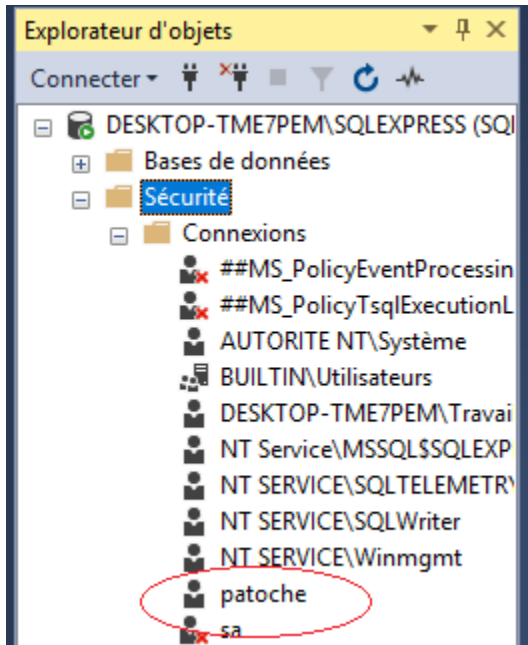 Explorateur d'objets
Connecter
DESKTOP-TME7PEM\SQLEXPRESS (SQl
Bases de données
Sécurité
Connexions
##MS_PolicyEventProcessin
##MS_PolicyTsqlExecutionL
AUTORITE NT\Système
BUILTIN\Utilisateurs
DESKTOP-TME7PEM\Travai
NT Service\MSSQL$SQLEXP
NT SERVICE\SQLTELEMETRY
NT SERVICE\SQLWriter
NT SERVICE\Winmgmt
patoche
sa